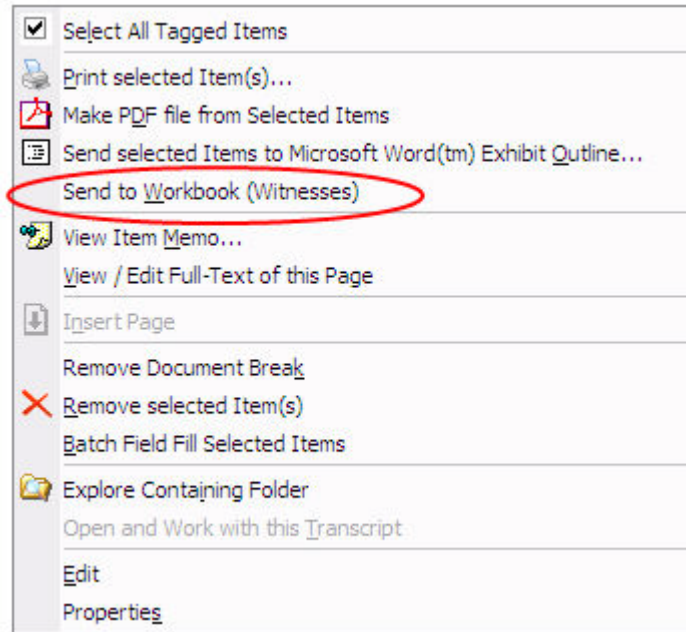 Select All Tagged Items
Print selected Item(s)...
Make PDF file from Selected Items
Send selected Items to Microsoft Word(tm) Exhibit Outline...
Send to Workbook (Witnesses)
View Item Memo...
View / Edit Full-Text of this Page
Insert Page
Remove Document Break
Remove selected Item(s)
Batch Field Fill Selected Items
Explore Containing Folder
Open and Work with this Transcript
Edit
Properties